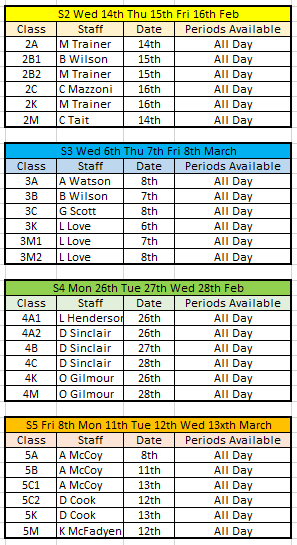 S2 Wed 14th Thu 15th Fri 16th Feb
Class Staff Date Periods Available
2A M Trainer 14th All Day
2B1 B Wilson 15th All Day
2B2 M Trainer 15th All Day
2C C Mazzoni 16th All Day
2K M Trainer 16th All Day
2M C Tait 14th All Day
S3 Wed 6th Thu 7th Fri 8th March
Class Staff Date Periods Available
3A A Watson 8th All Day
3B B Wilson 7th All Day
3C G Scott 8th All Day
3K L Love 6th All Day
3M1 L Love 7th All Day
3M2 L Love 8th All Day
S4 Mon 26th Tue 27th Wed 28th Feb
Class Staff Date Periods Available
4A1 L Henderson 26th All Day
4A2 D Sinclair 26th All Day
4B D Sinclair 27th All Day
4C D Sinclair 28th All Day
4K O Gilmour 26th All Day
4M O Gilmour 28th All Day
S5 Fri 8th Mon 11th Tue 12th Wed 13xth March
Class Staff Date Periods Available
5A A McCoy 8th All Day
5B A McCoy 11th All Day
5C1 A McCoy 13th All Day
5C2 D Cook 12th All Day
5K D Cook 13th All Day
5M K McFadyen 12th All Day